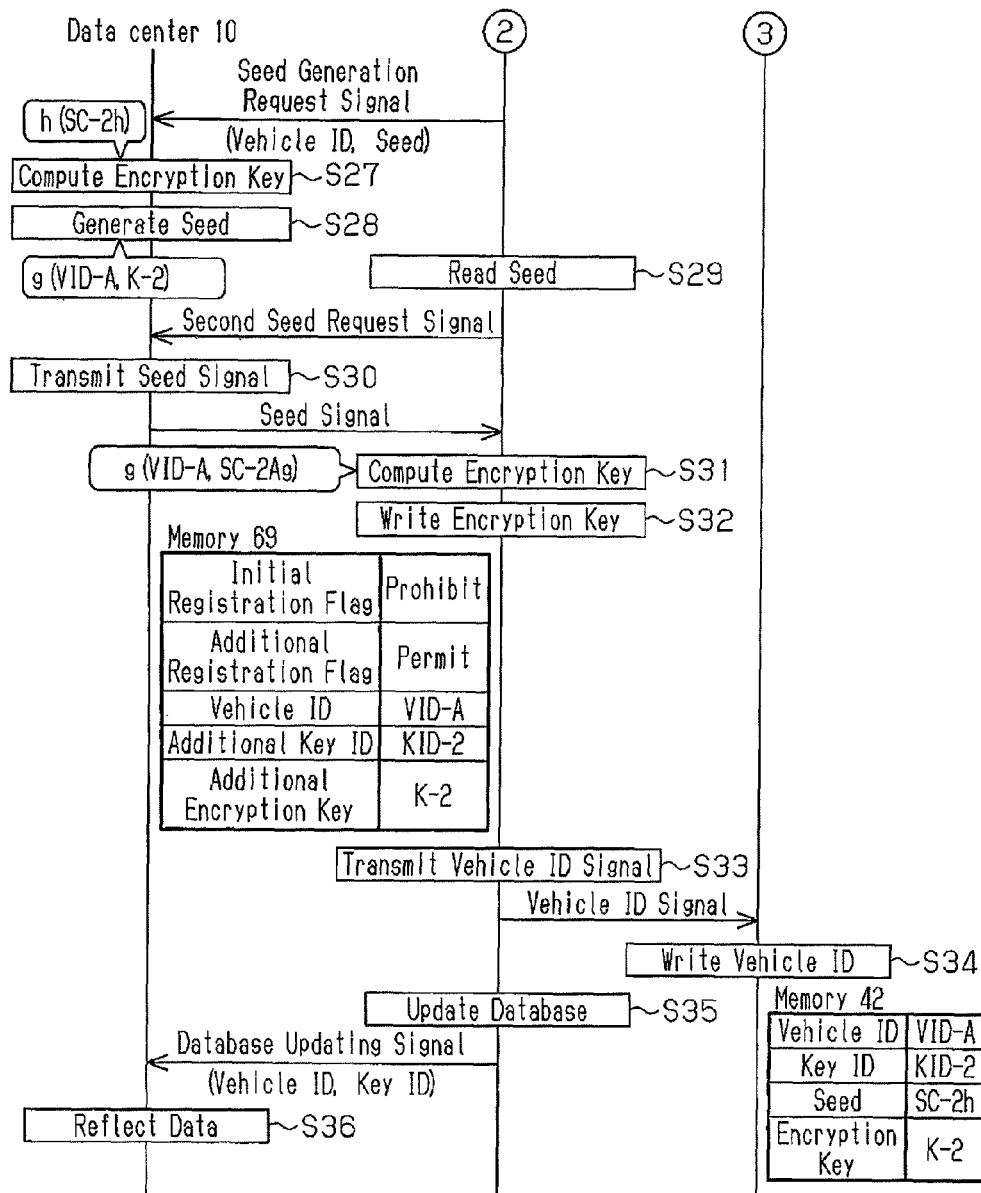 Data center 10
2
3
Seed Generation
Request Signal
(Vehicle ID, Seed)
h (SC-2h)
Compute Encryption Key
S27
Generate Seed
S28
g (VID-A, K-2)
Read Seed
S29
Second Seed Request Signal
Transmit Seed Signal
S30
Seed Signal
g (VID-A, SC-2Ag)
Compute Encryption Key
S31
Write Encryption Key
S32
Memory 69
Initial
Registration Flag
Prohibit
Additional
Registration Flag
Permit
Vehicle ID
VID-A
Additional Key ID
KID-2
Additional
Encryption Key
K-2
Transmit Vehicle ID Signal
S33
Vehicle ID Signal
Write Vehicle ID
S34
Update Database
S35
Memory 42
Vehicle ID
VID-A
Key ID
KID-2
Seed
SC-2h
Encryption
Key
K-2
Database Updating Signal
(Vehicle ID, Key ID)
Reflect Data
S36